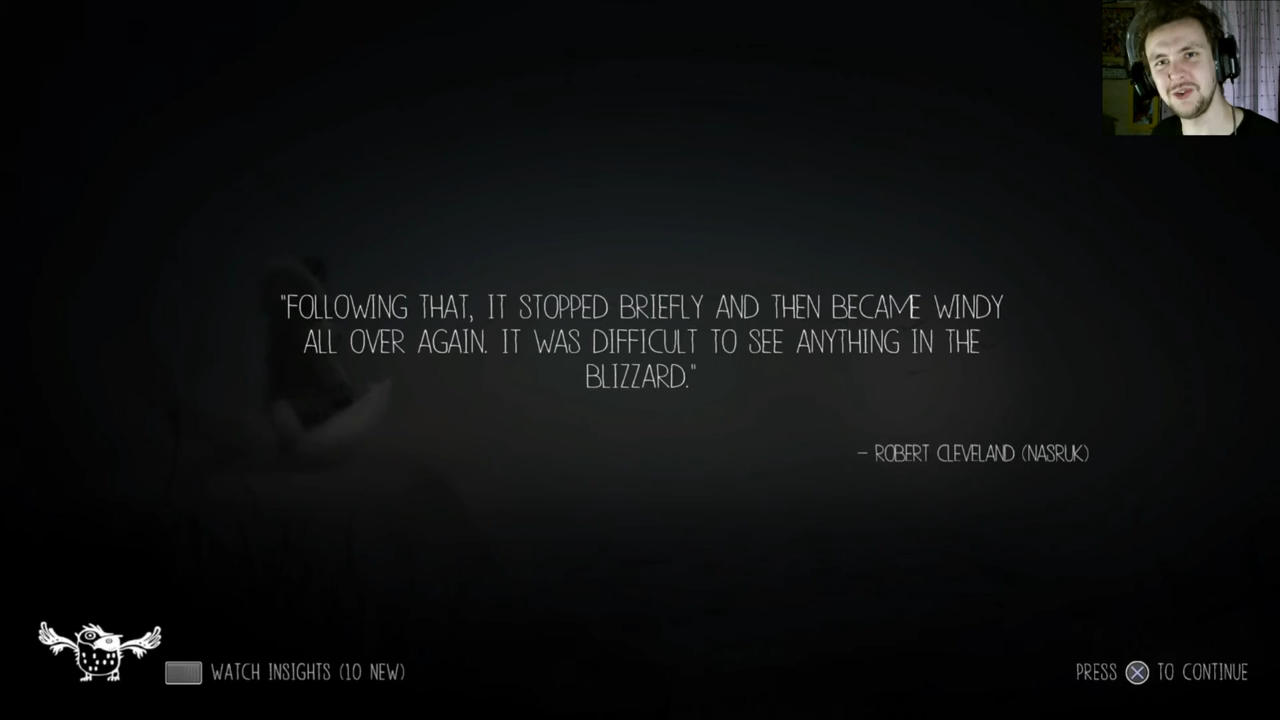 "FOLLOWING THAT, IT STOPPED BRIEFLY AND THEN BECAME WINDY
ALL OVER AGAIN. IT WAS DIFFICULT TO SEE ANYTHING IN THE
BLIZZARD."
– ROBERT CLEVELAND (NASRUK)
WATCH INSIGHTS (10 NEW)
PRESS X TO CONTINUE